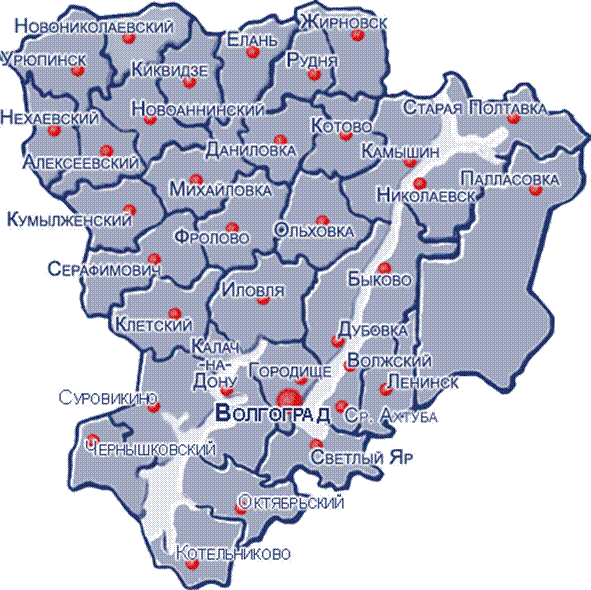 Новониколаевский
Жирновск
Елань
Урюпинск
Рудня
Киквидзе
Нехаевский
Новоаннинский
Старая Полтавка
Котово
Алексеевский
Даниловка
Камышин
Палласовка
Михайловка
Николаевск
Кумылженский
Фролово
Ольховка
Серафимович
Быково
Иловля
Клетский
Дубовка
Калач
-на-
Дону
Городище
Волжский
Ленинск
Суровикино
Волгоград
Ср. Ахтуба
Чернышковский
Светлый Яр
Октябрьский
Котельниково